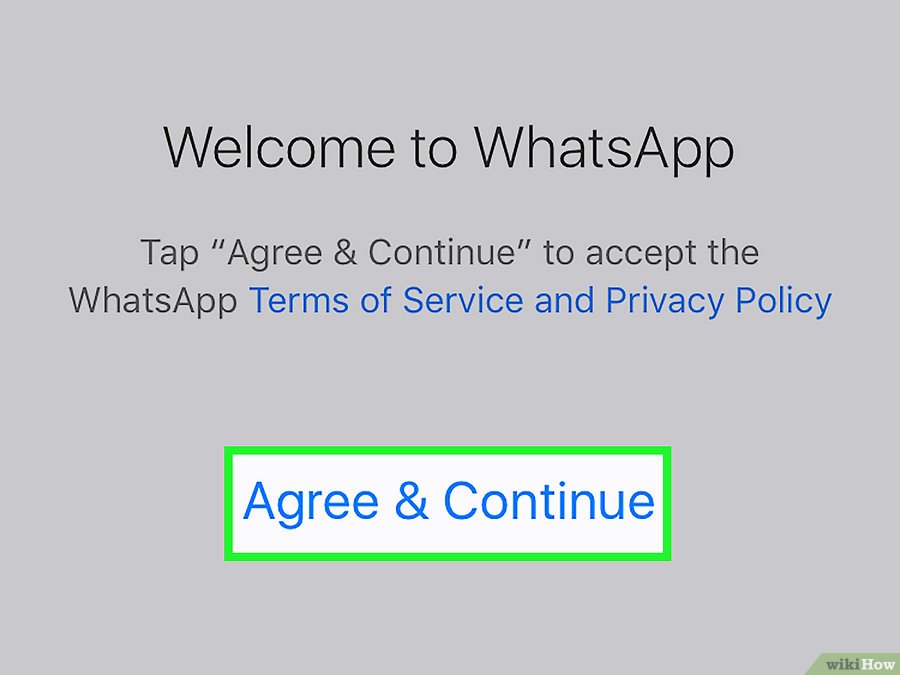 Welcome to WhatsApp
Tap “Agree & Continue” to accept the
WhatsApp Terms of Service and Privacy Policy
Agree & Continue
wikiHow